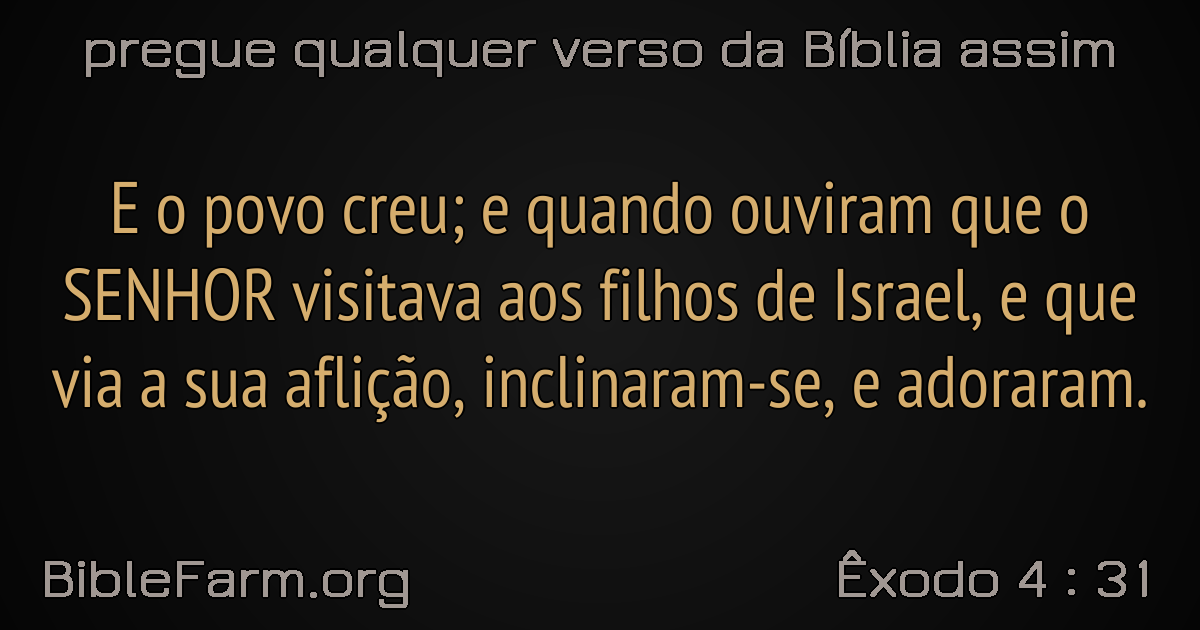 pregue qualquer verso da Bíblia assim
E o povo creu; e quando ouviram que o
SENHOR visitava aos filhos de Israel, e que
via a sua aflição, inclinaram-se, e adoraram.
BibleFarm.org
Êxodo 4 : 31